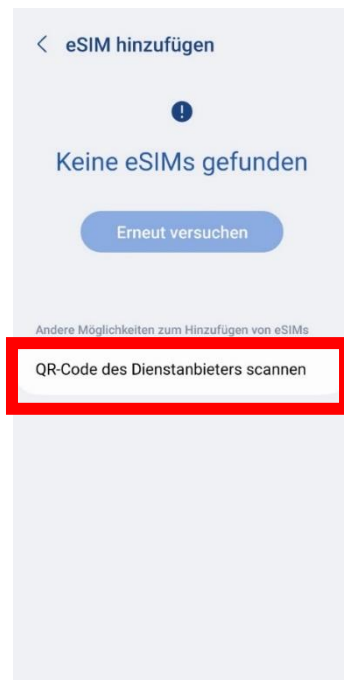 eSIM hinzufügen
Keine eSIMs gefunden
Erneut versuchen
Andere Möglichkeiten zum Hinzufügen von eSIMs
QR-Code des Dienstanbieters scannen